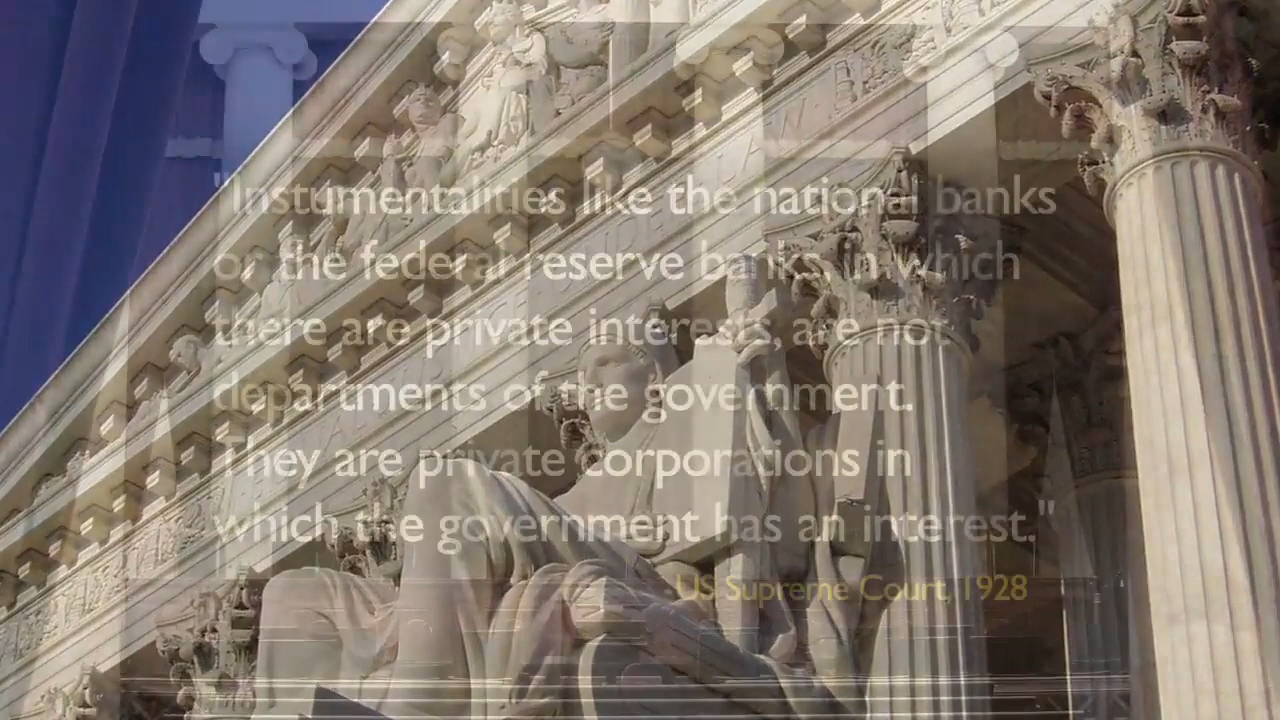 "Instumentalities like the national banks
or the federal reserve banks in which
there are private interests, are not
departments of the government.
They are private corporations in
which the government has an interest."
US Supreme Court, 1928